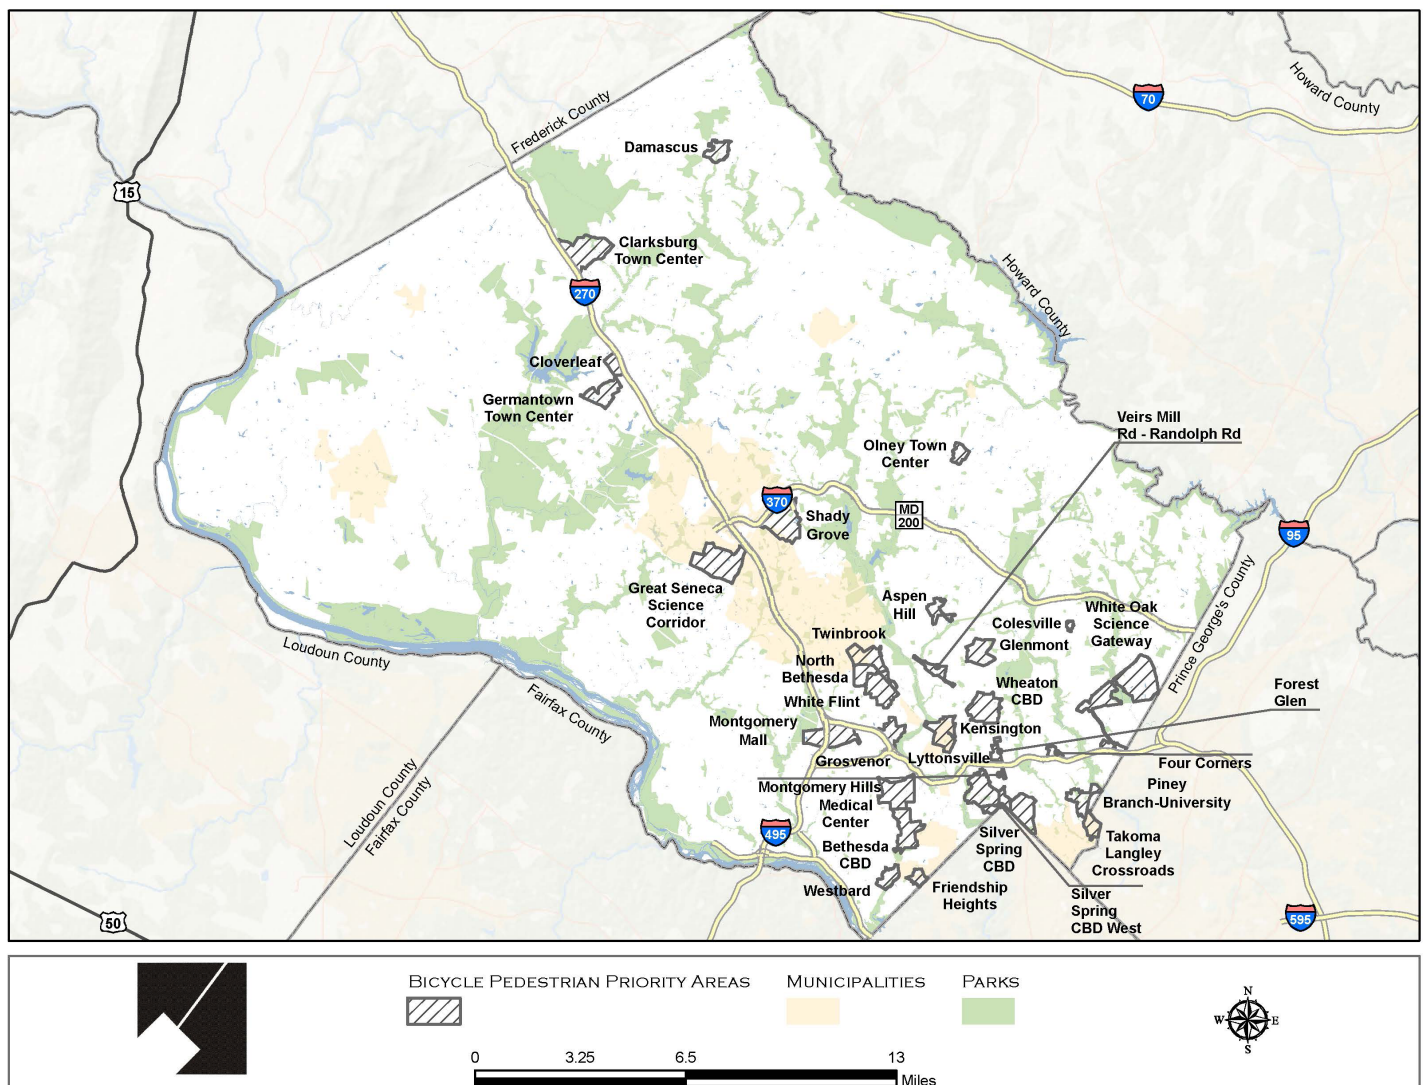 Howard County
70
Frederick County
Damascus
15
Clarksburg
Town Center
Howard County
270
Cloverleaf
Germantown
Town Center
Veirs Mill
Rd - Randolph Rd
Olney Town
Center
370
MD
200
Shady
Grove
95
Great Seneca
Science
Corridor
Aspen
Hill
Colesville
White Oak
Science
Gateway
Prince George's County
Twinbrook
Glenmont
Loudoun County
North
Bethesda
Wheaton
CBD
Fairfax County
White Flint
Forest
Glen
Montgomery
Mall
Kensington
Grosvenor
Lyttonsville
Four Corners
Loudoun County
Fairfax County
Montgomery Hills
Medical
Center
Piney
Branch-University
495
Bethesda
CBD
Silver
Spring
CBD
Takoma
Langley
Crossroads
Westbard
Friendship
Heights
Silver
Spring
CBD West
50
595
BICYCLE PEDESTRIAN PRIORITY AREAS
MUNICIPALITIES
PARKS
N
W E
S
0 3.25 6.5 13
Miles